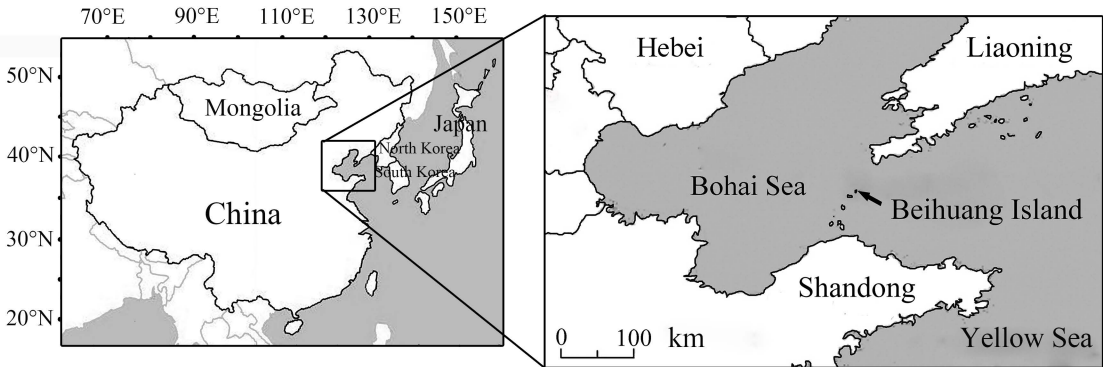 70°E 90°E 110°E 130°E 150°E
50°N
40°N
30°N
20°N
Mongolia
Japan
North Korea
South Korea
China
Hebei
Liaoning
Bohai Sea
Beihuang Island
Shandong
0 100 km
Yellow Sea